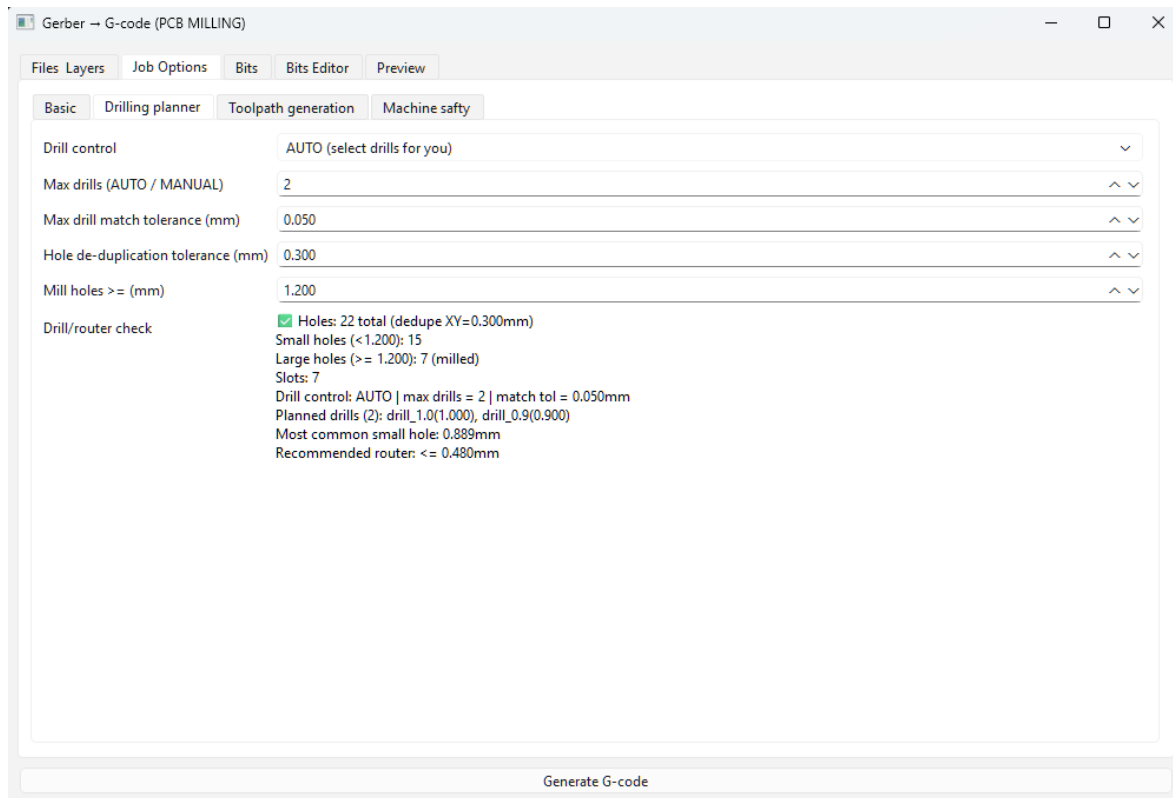 Gerber → G-code (PCB MILLING)
Files Layers Job Options Bits Bits Editor Preview
Basic Drilling planner Toolpath generation Machine safty
Drill control AUTO (select drills for you)
Max drills (AUTO / MANUAL) 2
Max drill match tolerance (mm) 0.050
Hole de-duplication tolerance (mm) 0.300
Mill holes >= (mm) 1.200
Drill/router check ✅ Holes: 22 total (dedupe XY=0.300mm)
Small holes (<1.200): 15
Large holes (>= 1.200): 7 (milled)
Slots: 7
Drill control: AUTO | max drills = 2 | match tol = 0.050mm
Planned drills (2): drill_1.0(1.000), drill_0.9(0.900)
Most common small hole: 0.889mm
Recommended router: <= 0.480mm
Generate G-code